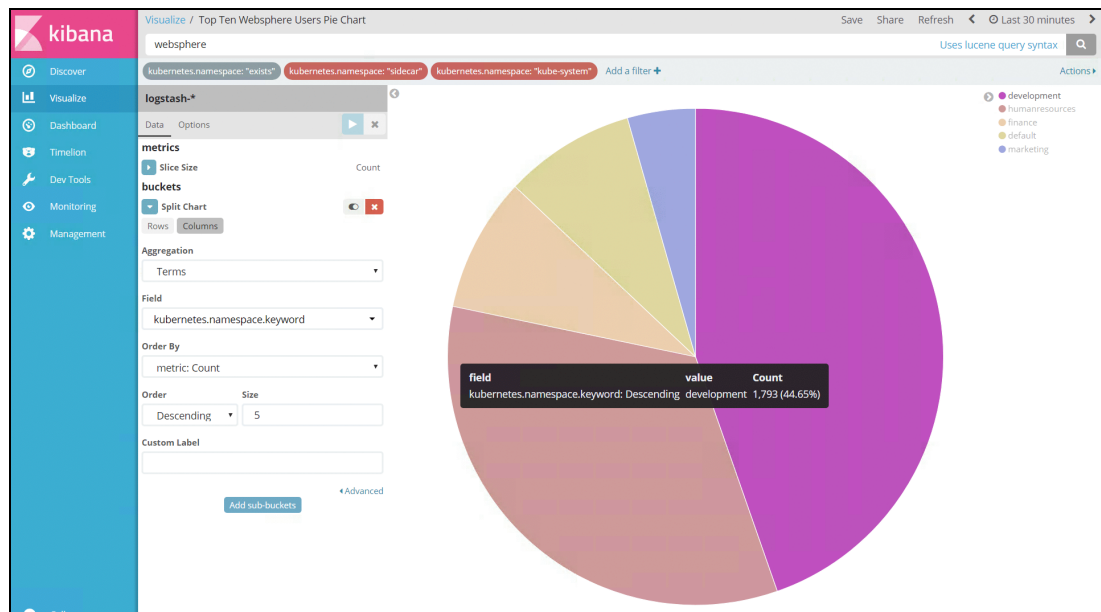 kibana
Discover
Visualize
Dashboard
Timelion
Dev Tools
Monitoring
Management
Visualize / Top Ten Websphere Users Pie Chart
Save Share Refresh Last 30 minutes
websphere
Uses lucene query syntax
kubernetes.namespace: "exists" kubernetes.namespace: "sidecar" kubernetes.namespace: "kube-system" Add a filter +
Actions
logstash-*
Data Options
metrics
Slice Size Count
buckets
Split Chart
Rows Columns
Aggregation
Terms
Field
kubernetes.namespace.keyword
Order By
metric: Count
Order Size
Descending 5
Custom Label
Advanced
Add sub-buckets
field value Count
kubernetes.namespace.keyword: Descending development 1,793 (44.65%)
development
humanresources
finance
default
marketing